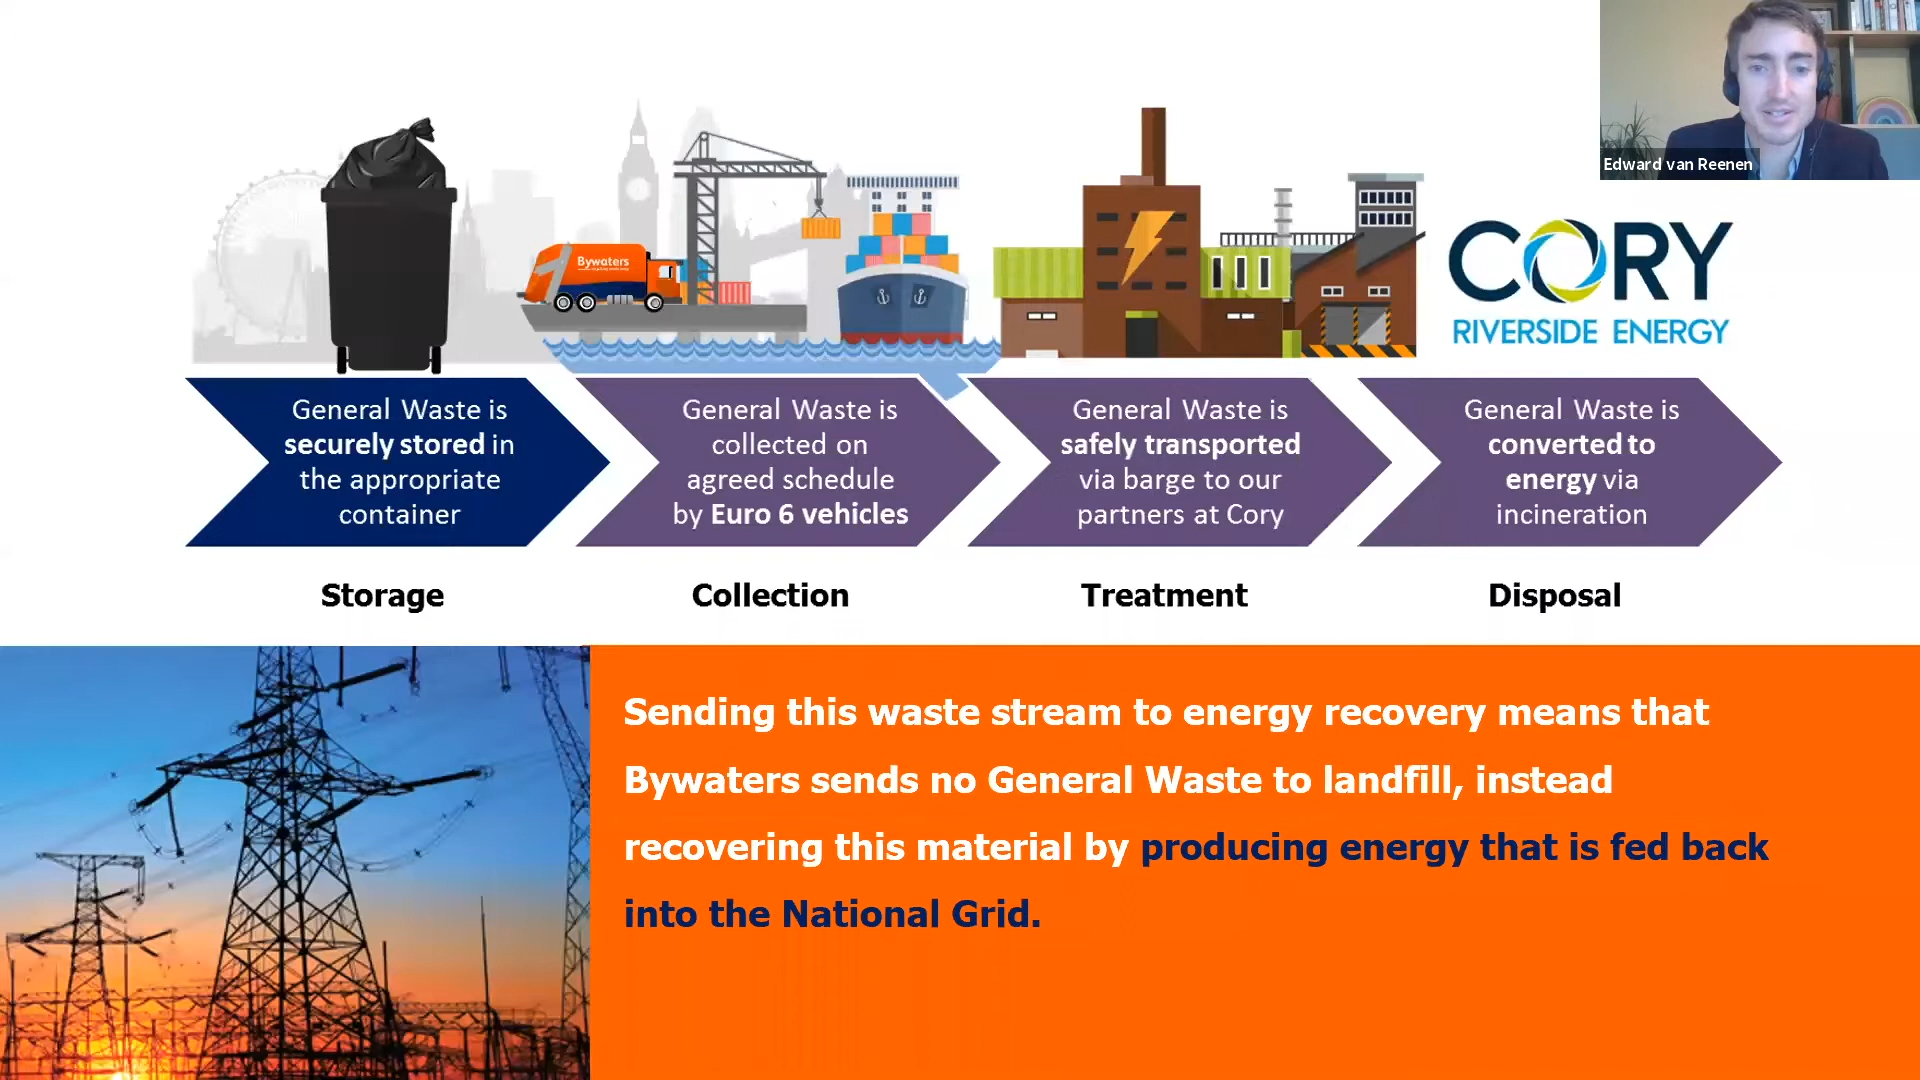 Edward van Reenen
Bywaters
CORY
RIVERSIDE ENERGY
General Waste is
securely stored in
the appropriate
container
General Waste is
collected on
agreed schedule
by Euro 6 vehicles
General Waste is
safely transported
via barge to our
partners at Cory
General Waste is
converted to
energy via
incineration
Storage
Collection
Treatment
Disposal
Sending this waste stream to energy recovery means that
Bywaters sends no General Waste to landfill, instead
recovering this material by producing energy that is fed back
into the National Grid.